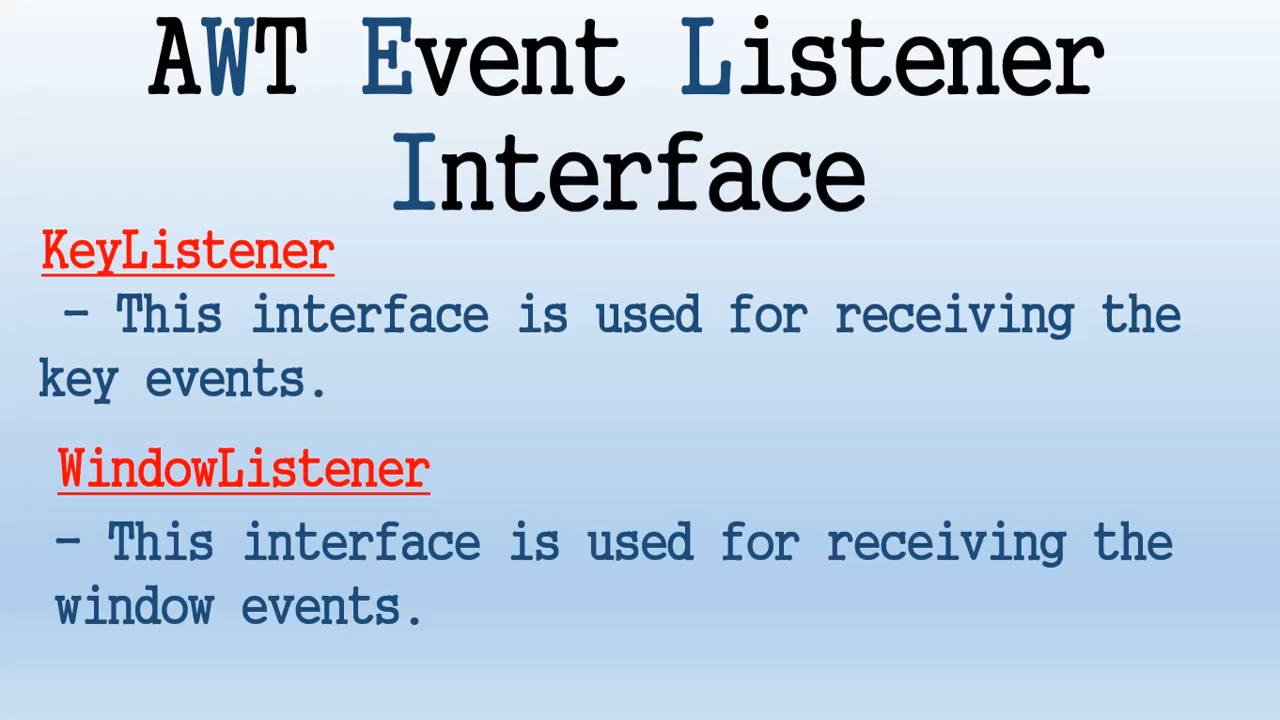 AWT Event Listener
Interface
KeyListener
- This interface is used for receiving the
key events.
WindowListener
- This interface is used for receiving the
window events.